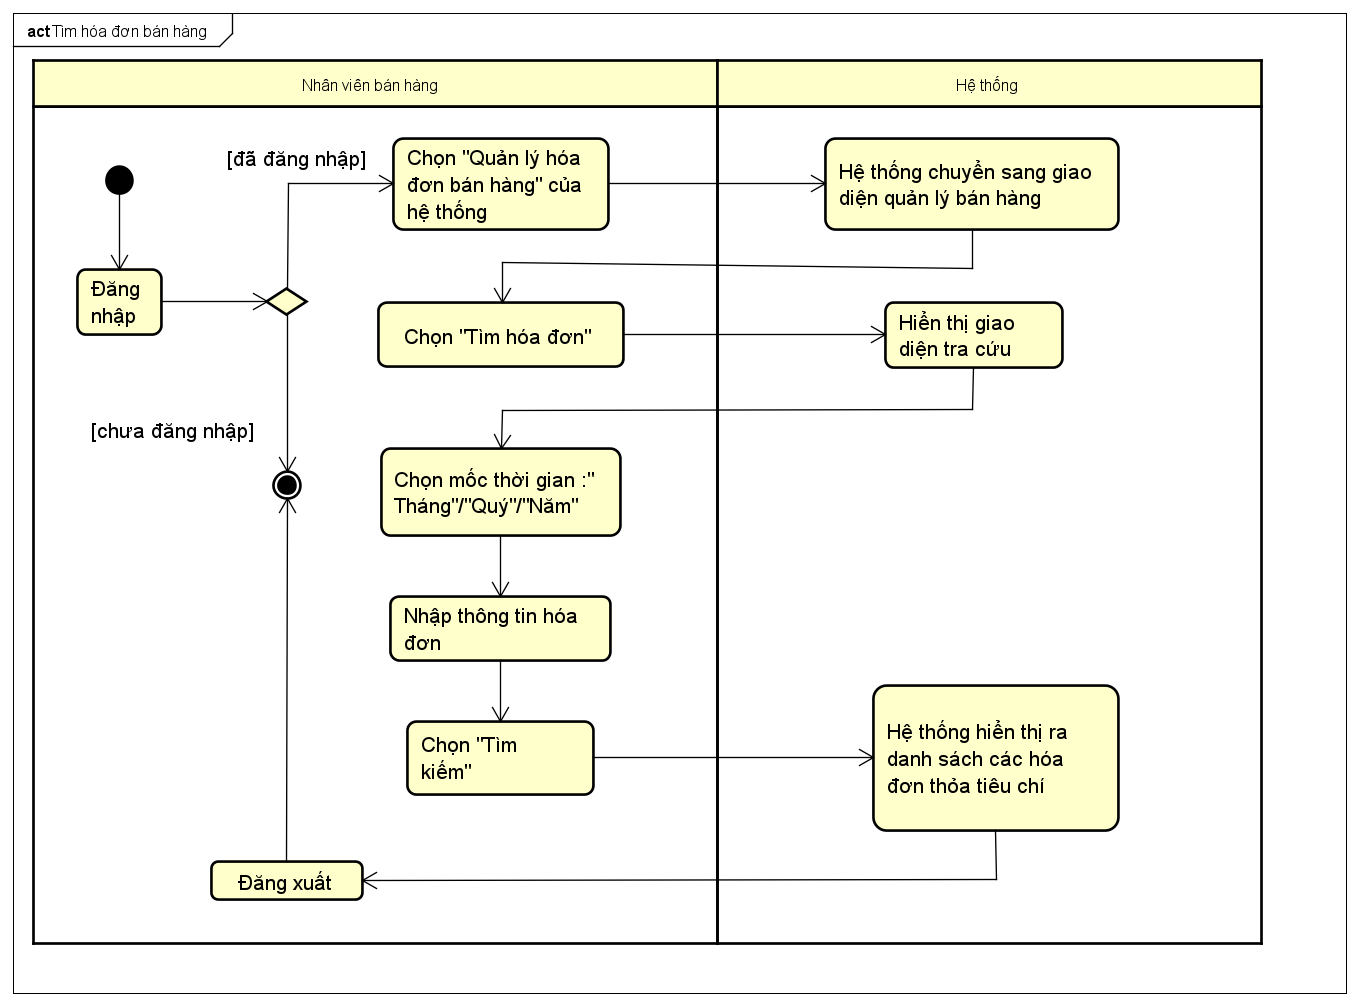 act Tìm hóa đơn bán hàng
Nhân viên bán hàng
Hệ thống
[đã đăng nhập]
Chọn "Quản lý hóa
đơn bán hàng" của
hệ thống
Hệ thống chuyển sang giao
diện quản lý bán hàng
Đăng
nhập
Chọn "Tìm hóa đơn"
Hiển thị giao
diện tra cứu
[chưa đăng nhập]
Chọn mốc thời gian :"
Tháng"/"Quý"/"Năm"
Nhập thông tin hóa
đơn
Chọn "Tìm
kiếm"
Hệ thống hiển thị ra
danh sách các hóa
đơn thỏa tiêu chí
Đăng xuất